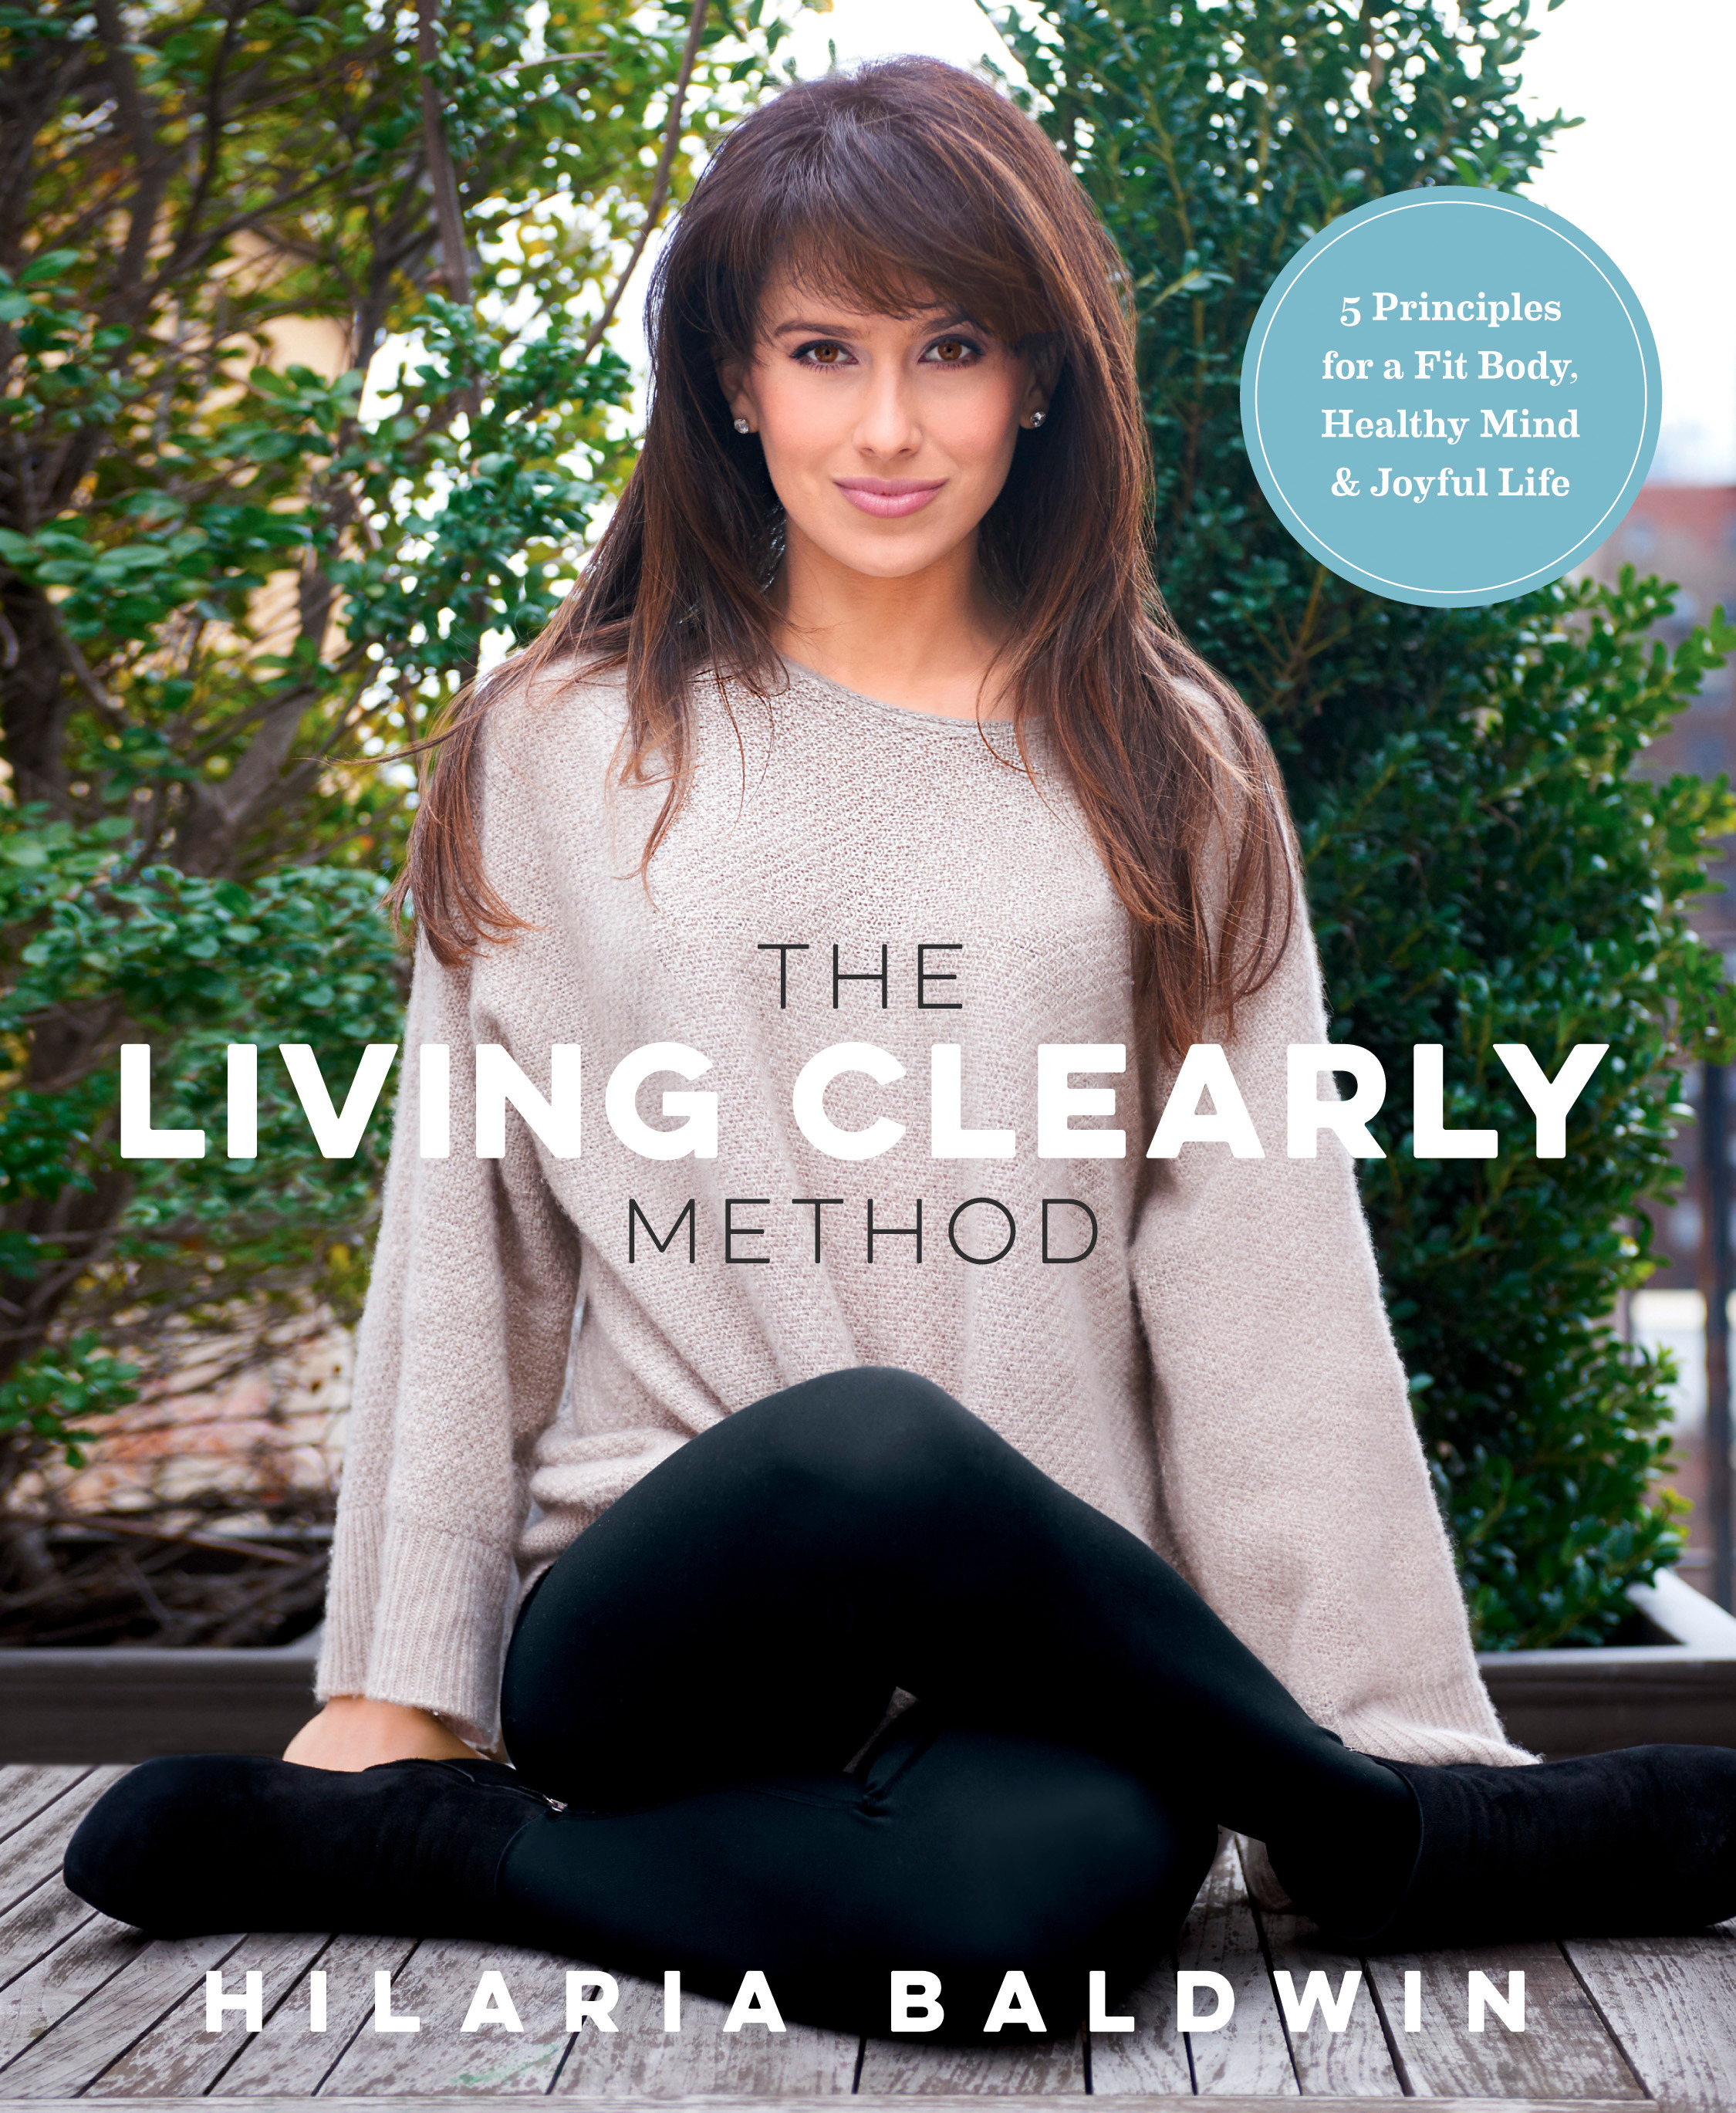 5 Principles
for a Fit Body,
Healthy Mind
& Joyful Life
THE
LIVING CLEARLY
METHOD
HILARIA BALDWIN